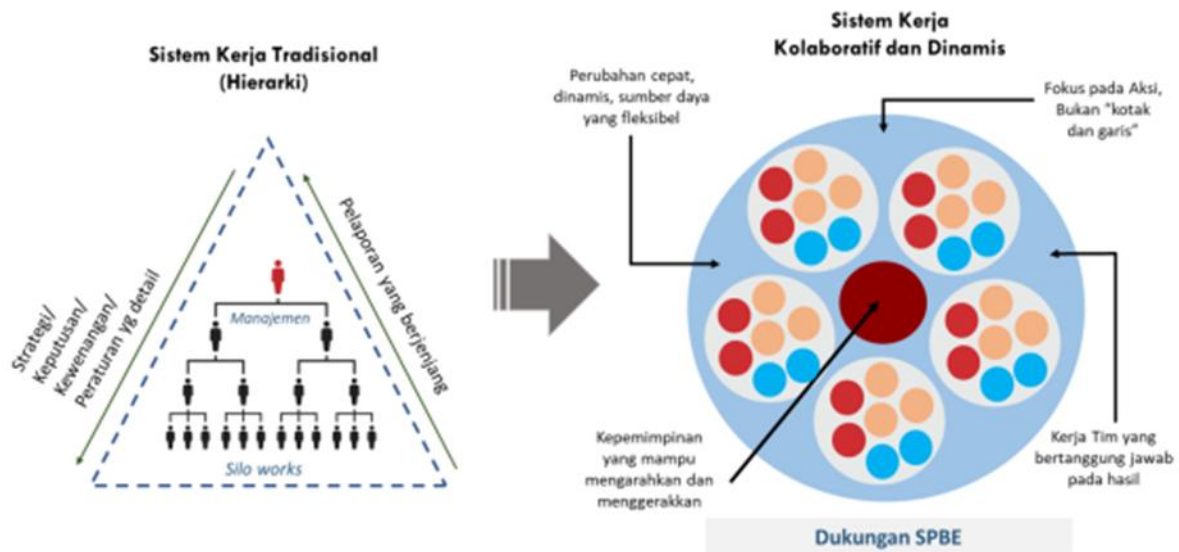 Sistem Kerja Tradisional
(Hierarki)
Strategi/
Keputusan/
Kewenangan/
Peraturan yg detail
Pelaporan yang berjenjang
Manajemen
Silo works
Sistem Kerja
Kolaboratif dan Dinamis
Perubahan cepat,
dinamis, sumber daya
yang fleksibel
Fokus pada Aksi,
Bukan "kotak
dan garis"
Kepemimpinan
yang mampu
mengarahkan dan
menggerakkan
Kerja Tim yang
bertanggung jawab
pada hasil
Dukungan SPBE